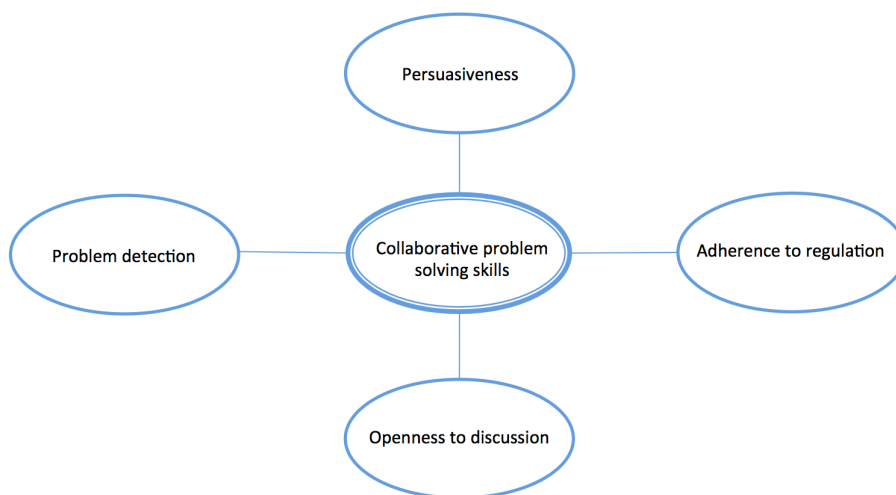 Persuasiveness
Problem detection
Collaborative problem
solving skills
Adherence to regulation
Openness to discussion